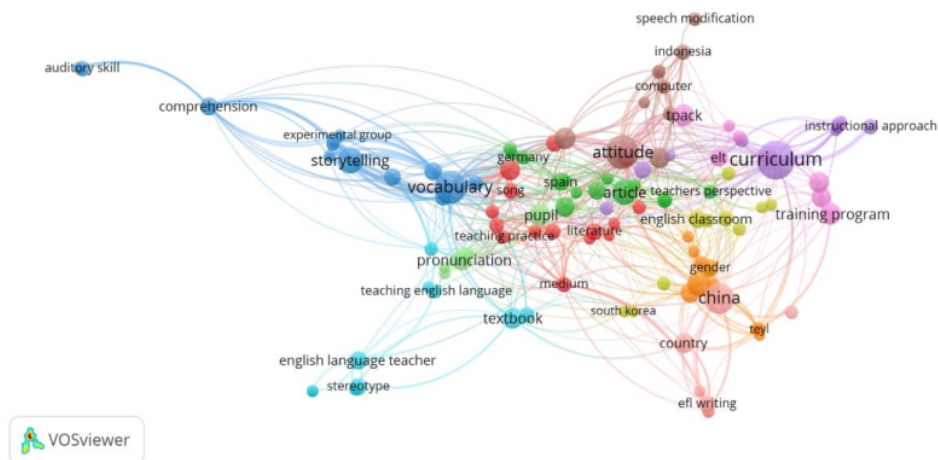 speech modification
indonesia
auditory skill
computer
comprehension
tpack
instructional approach
experimental group
storytelling
germany
attitude
elt
curriculum
vocabulary
song
spain
article
teachers perspective
pupil
english classroom
training program
teaching practice
literature
pronunciation
gender
teaching english language
medium
china
textbook
south korea
teyl
country
english language teacher
stereotype
efl writing
VOSviewer